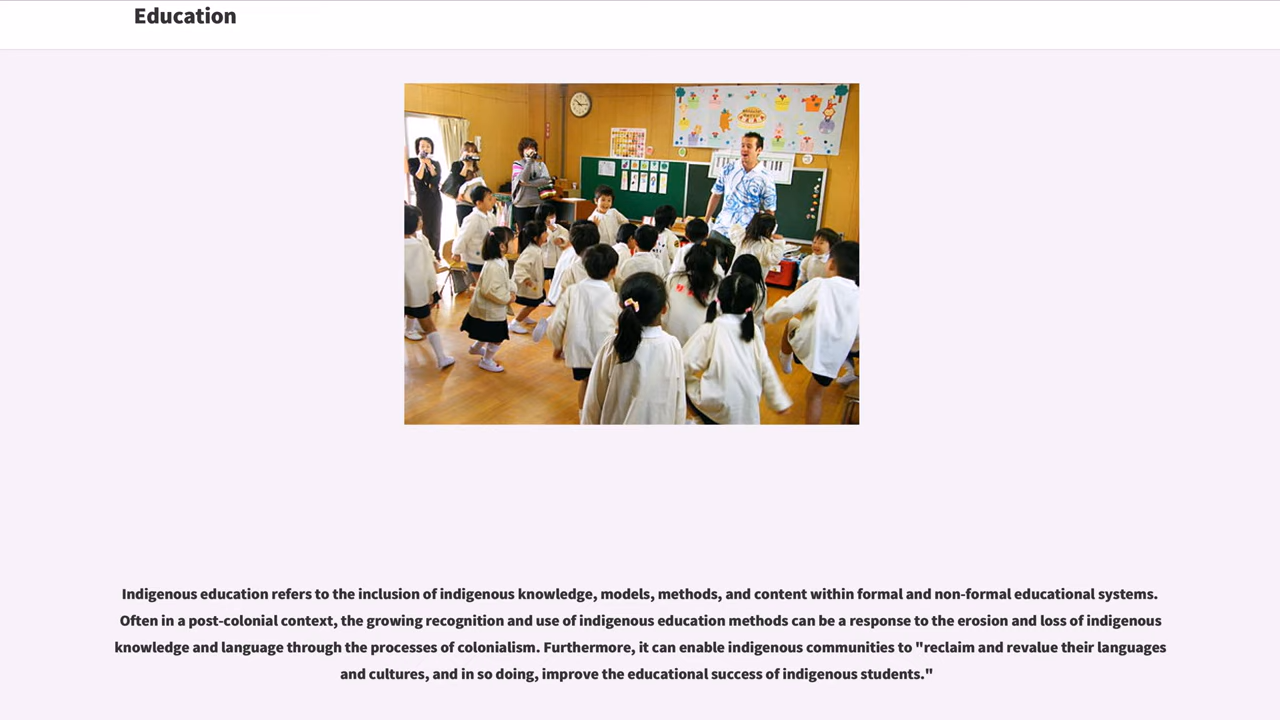 Education
Indigenous education refers to the inclusion of indigenous knowledge, models, methods, and content within formal and non-formal educational systems.
Often in a post-colonial context, the growing recognition and use of indigenous education methods can be a response to the erosion and loss of indigenous
knowledge and language through the processes of colonialism. Furthermore, it can enable indigenous communities to "reclaim and revalue their languages
and cultures, and in so doing, improve the educational success of indigenous students."